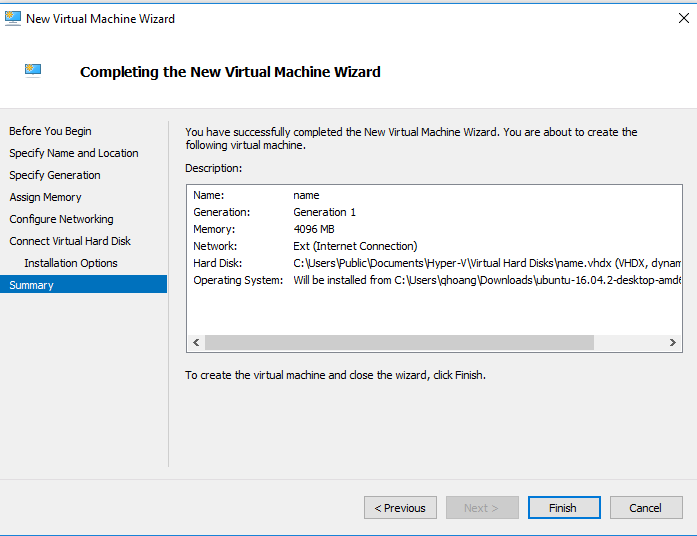 New Virtual Machine Wizard
Completing the New Virtual Machine Wizard
Before You Begin
Specify Name and Location
Specify Generation
Assign Memory
Configure Networking
Connect Virtual Hard Disk
Installation Options
Summary
You have successfully completed the New Virtual Machine Wizard. You are about to create the
following virtual machine.
Description:
Name: name
Generation: Generation 1
Memory: 4096 MB
Network: Ext (Internet Connection)
Hard Disk: C:\Users\Public\Documents\Hyper-V\Virtual Hard Disks\name.vhdx (VHDX, dynam
Operating System: Will be installed from C:\Users\qhoang\Downloads\ubuntu-16.04.2-desktop-amd6
To create the virtual machine and close the wizard, click Finish.
< Previous Next > Finish Cancel